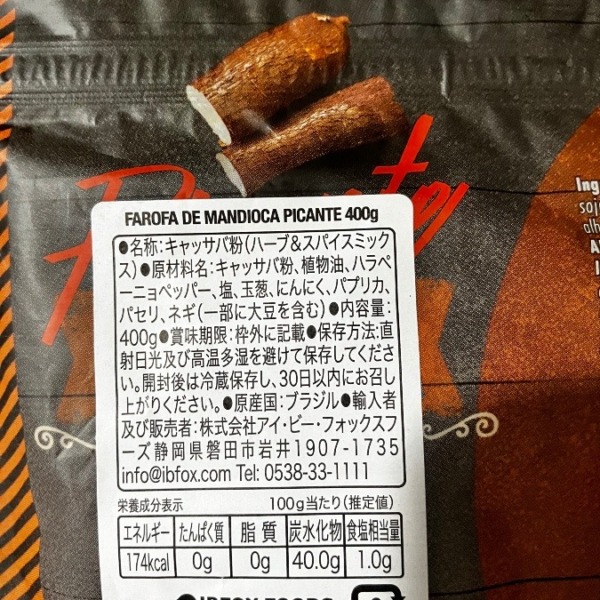 Picante
FAROFA DE MANDIOCA PICANTE 400g
●名称:キャッサバ粉(ハーブ&スパイスミック
ス)●原材料名:キャッサバ粉、植物油、ハラペ
ーニョペッパー、塩、玉葱、にんにく、パプリカ、
パセリ、ネギ(一部に大豆を含む)●内容量:
400g●賞味期限:枠外に記載●保存方法:直
射日光及び高温多湿を避けて保存してくださ
い。開封後は冷蔵保存し、30日以内にお召し
上がりください。●原産国:ブラジル●輸入者
及び販売者:株式会社アイ・ビー・フォックスフ
ーズ静岡県磐田市岩井1907-1735
info@ibfox.com Tel: 0538-33-1111
栄養成分表示 100g当たり(推定値)
エネルギー たんぱく質 脂質 炭水化物 食塩相当量
174kcal 0g 0g 40.0g 1.0g
Ing
soj
alh